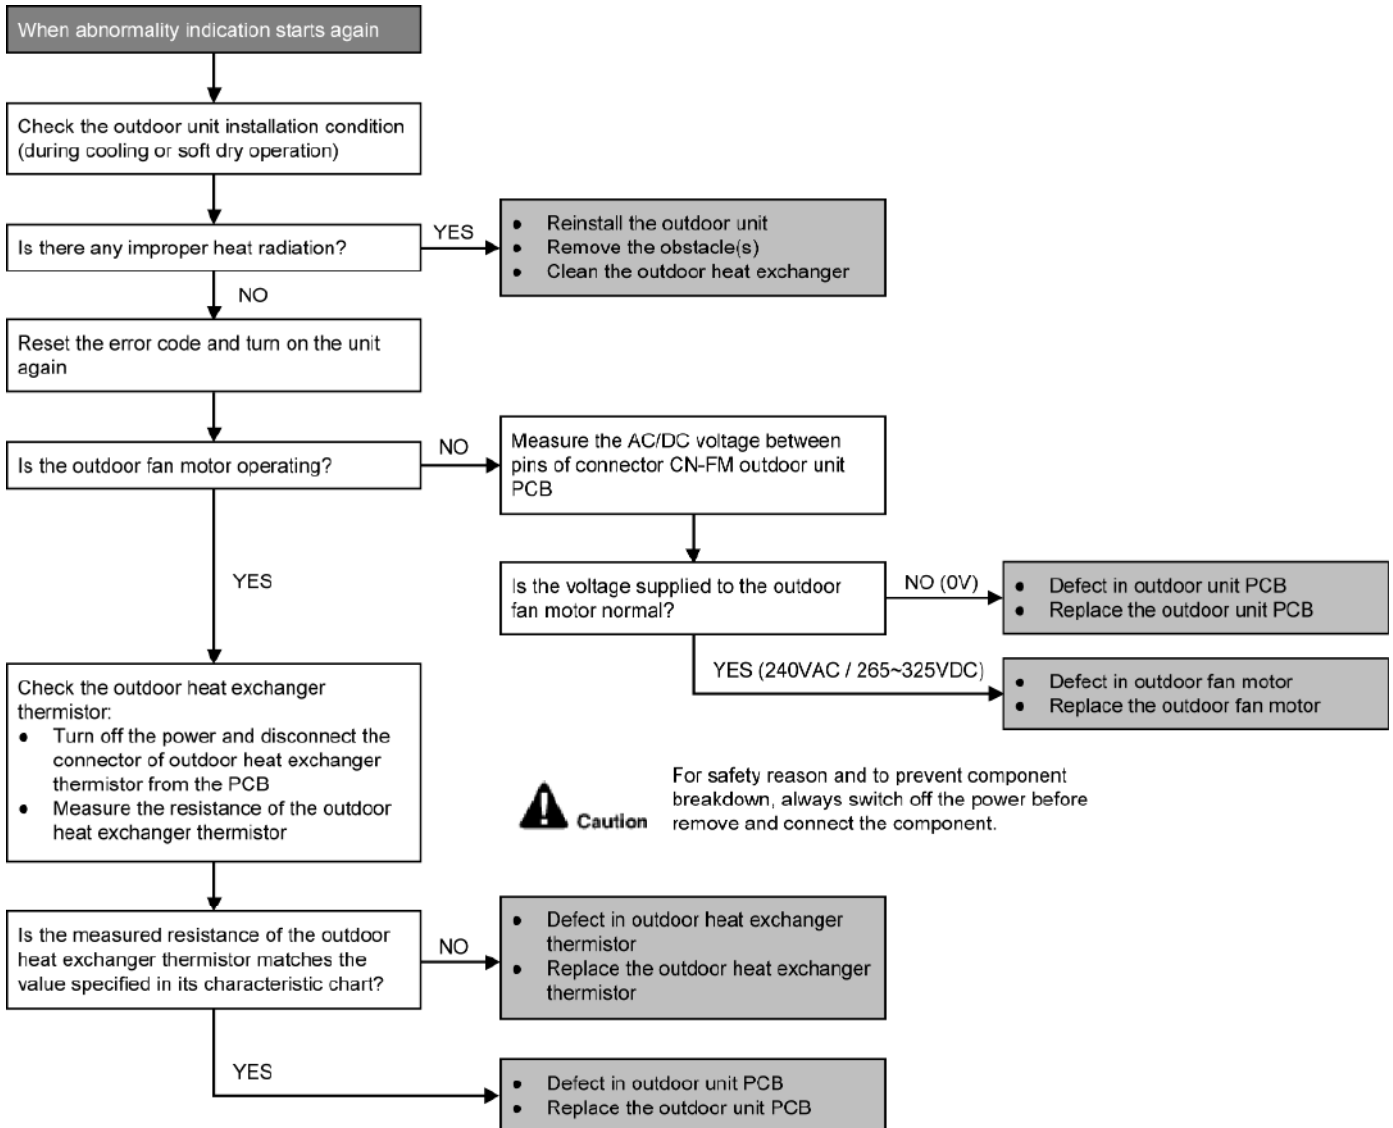 When abnormality indication starts again
Check the outdoor unit installation condition
(during cooling or soft dry operation)
Is there any improper heat radiation?
YES
● Reinstall the outdoor unit
● Remove the obstacle(s)
● Clean the outdoor heat exchanger
NO
Reset the error code and turn on the unit
again
Is the outdoor fan motor operating?
NO
Measure the AC/DC voltage between
pins of connector CN-FM outdoor unit
PCB
YES
Is the voltage supplied to the outdoor
fan motor normal?
NO (0V)
● Defect in outdoor unit PCB
● Replace the outdoor unit PCB
YES (240VAC / 265~325VDC)
● Defect in outdoor fan motor
● Replace the outdoor fan motor
Check the outdoor heat exchanger
thermistor:
● Turn off the power and disconnect the
connector of outdoor heat exchanger
thermistor from the PCB
● Measure the resistance of the outdoor
heat exchanger thermistor
Caution
For safety reason and to prevent component
breakdown, always switch off the power before
remove and connect the component.
Is the measured resistance of the outdoor
heat exchanger thermistor matches the
value specified in its characteristic chart?
NO
● Defect in outdoor heat exchanger
thermistor
● Replace the outdoor heat exchanger
thermistor
YES
● Defect in outdoor unit PCB
● Replace the outdoor unit PCB